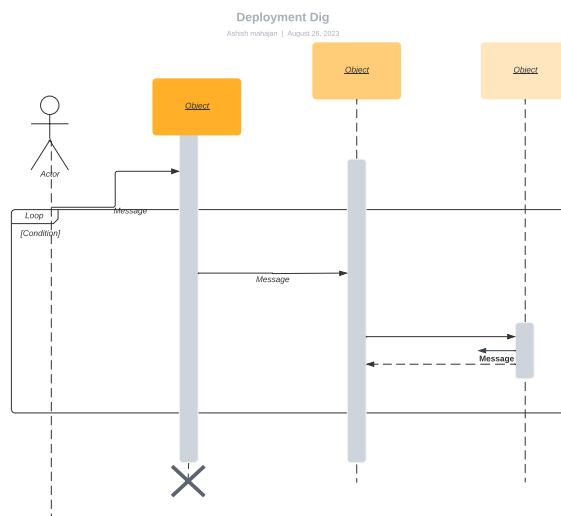 Deployment Dig
Ashish mahajan | August 26, 2023
Object
Object
Object
Actor
Message
Loop
[Condition]
Message
Message